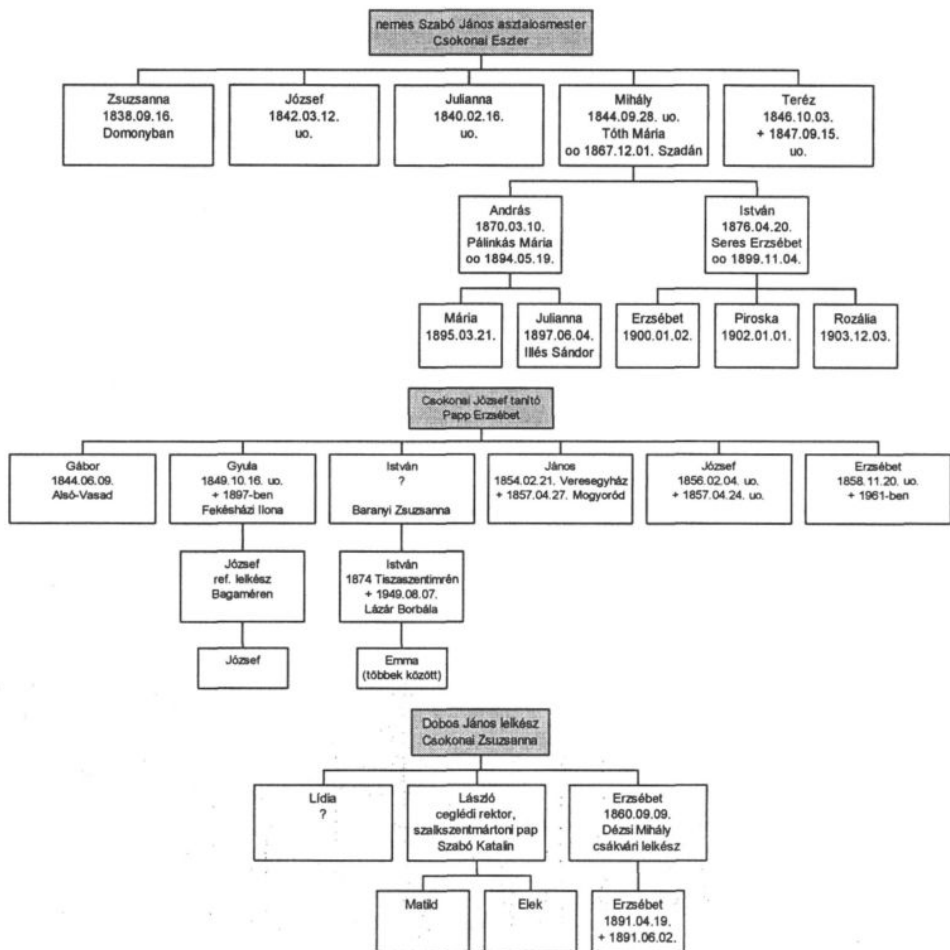 nemes Szabó János asztalosmester
Csokonai Eszter
Zsuzsanna
1838.09.16.
Domonyban
József
1842.03.12.
uo.
Julianna
1840.02.16.
uo.
Mihály
1844.09.28. uo.
Tóth Mária
oo 1867.12.01. Szadán
Teréz
1846.10.03.
+ 1847.09.15.
uo.
András
1870.03.10.
Pálinkás Mária
oo 1894.05.19.
István
1876.04.20.
Seres Erzsébet
oo 1899.11.04.
Mária
1895.03.21.
Julianna
1897.06.04.
Illés Sándor
Erzsébet
1900.01.02.
Piroska
1902.01.01.
Rozália
1903.12.03.
Csokonai József tanító
Papp Erzsébet
Gábor
1844.06.09.
Alsó-Vasad
Gyula
1849.10.16. uo.
+ 1897-ben
Fekésházi Ilona
István
?
Baranyi Zsuzsanna
János
1854.02.21. Veresegyház
+ 1857.04.27. Mogyoród
József
1856.02.04. uo.
+ 1857.04.24. uo.
Erzsébet
1858.11.20. uo.
+ 1961-ben
József
ref. lelkész
Bagaméren
István
1874 Tiszaszentimrén
+ 1949.08.07.
Lázár Borbála
József
Emma
(többek között)
Dobos János lelkész
Csokonai Zsuzsanna
Lídia
?
László
ceglédi rektor,
szalkszentmártoni pap
Szabó Katalin
Erzsébet
1860.09.09.
Dézsi Mihály
csákvári lelkész
Matild
Elek
Erzsébet
1891.04.19.
+ 1891.06.02.